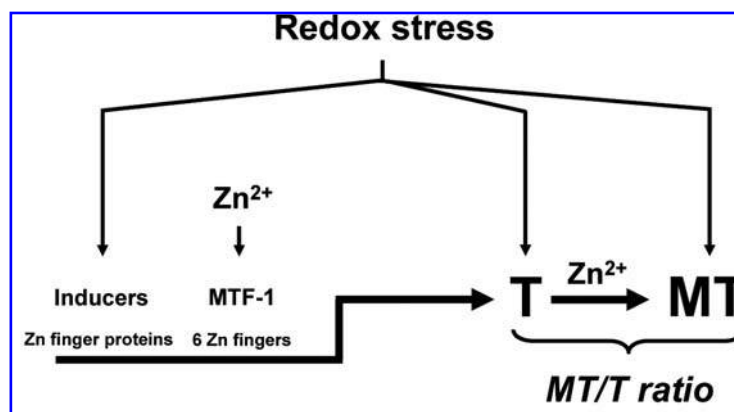 Redox stress
Zn²⁺
Inducers MTF-1 T Zn²⁺ MT
Zn finger proteins 6 Zn fingers
MT/T ratio